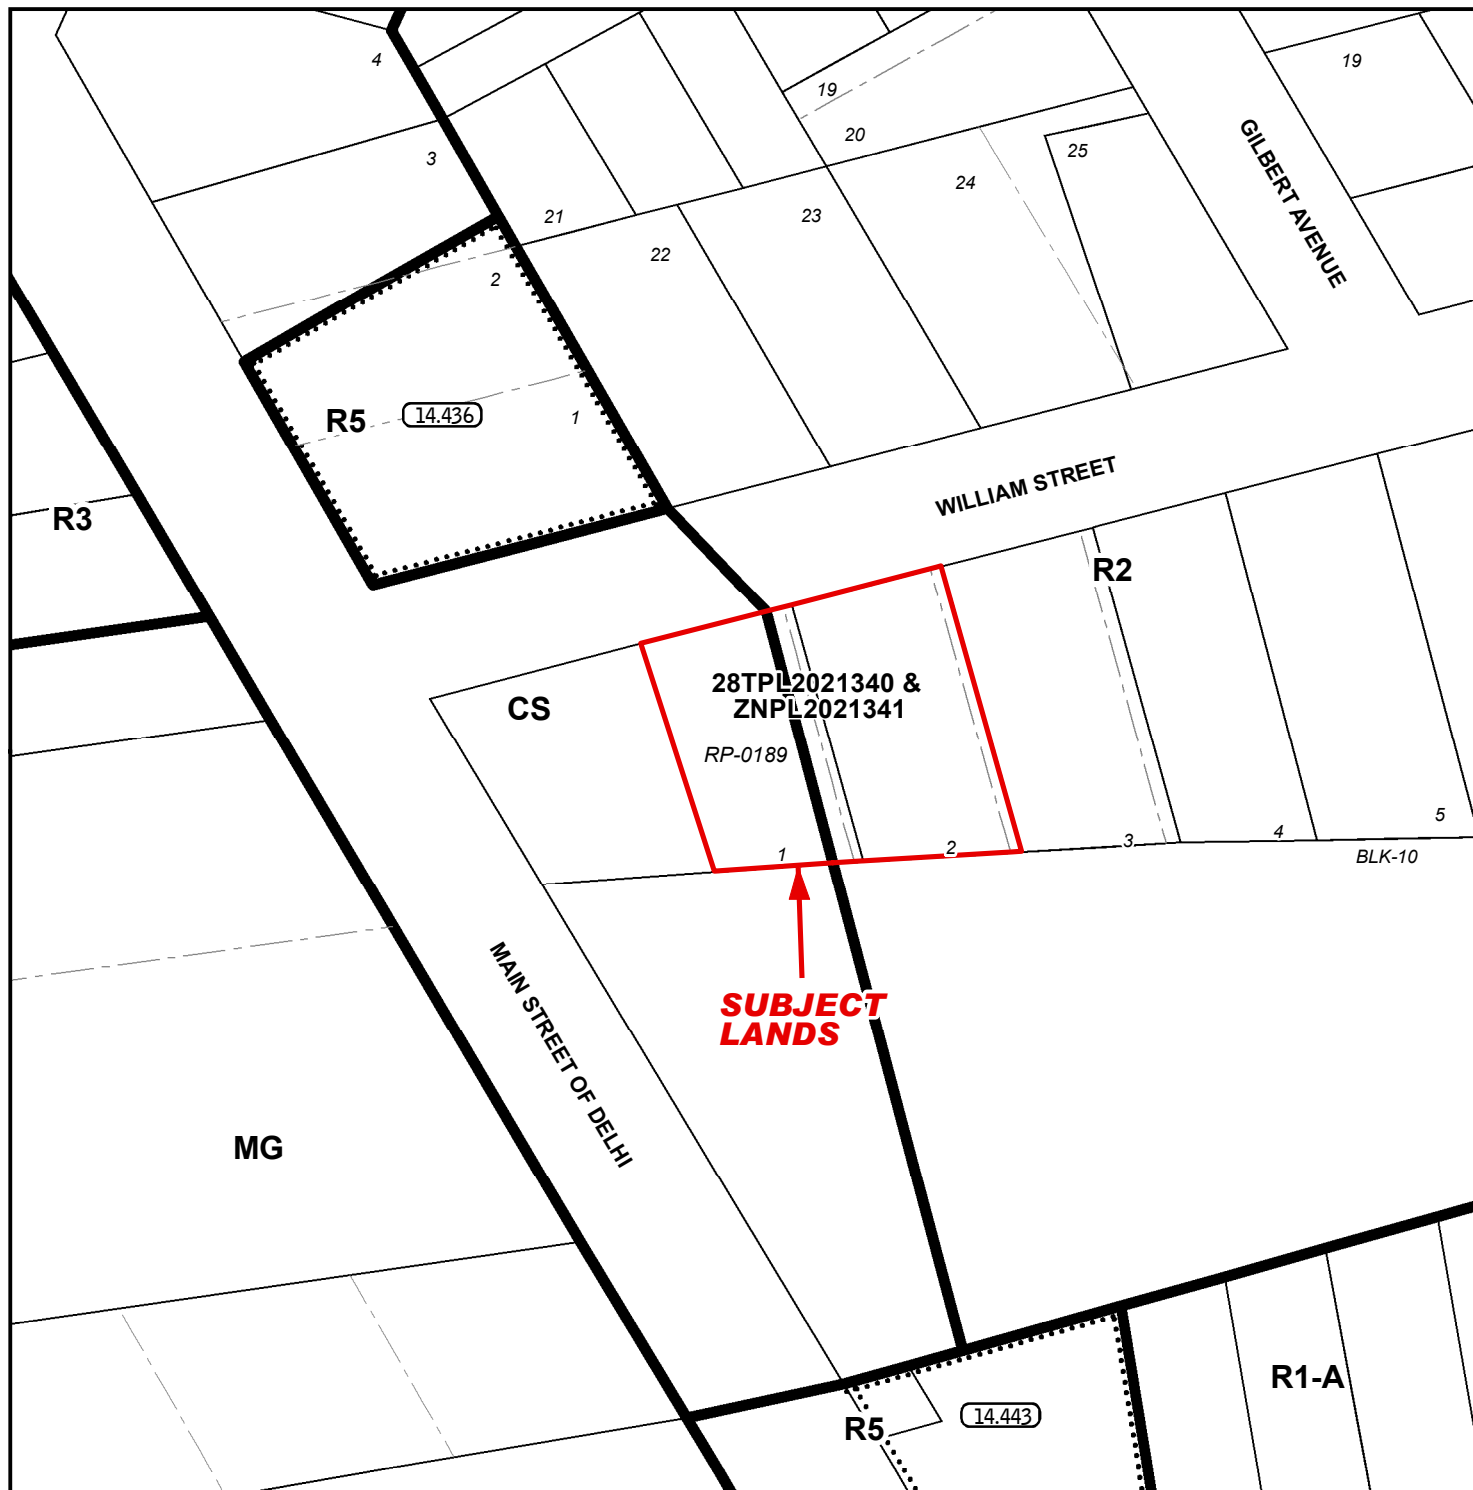 4
19
19
3
20
25
24
GILBERT AVENUE
21
23
22
2
R5
14.436
1
WILLIAM STREET
R3
R2
28TPL2021340 &
ZNPL2021341
CS
RP-0189
1
2
3
4
5
BLK-10
SUBJECT
LANDS
MAIN STREET OF DELHI
MG
R1-A
R5
14.443